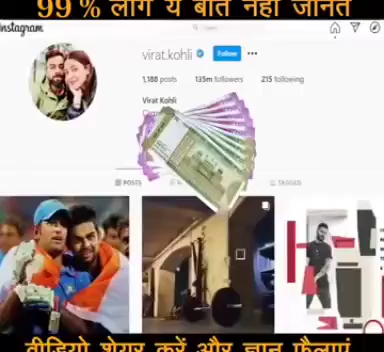 99% लोग ये बात नहीं जानते
Instagram
virat.kohli Follow •••
1,188 posts 135m followers 215 following
Virat Kohli
POSTS
TAGGED
वीडियो शेयर करें और ज्ञान फैलाएं